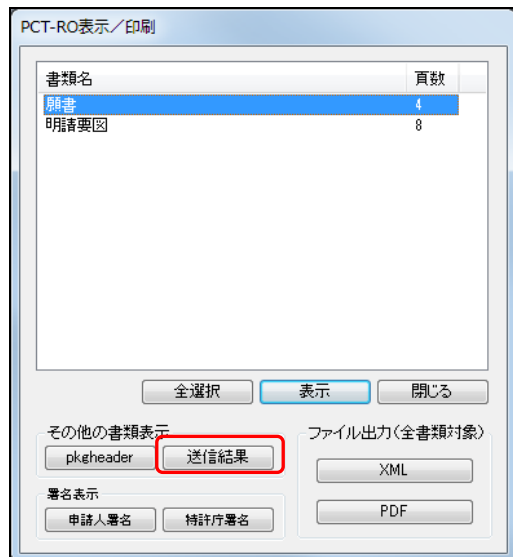 PCT-RO表示／印刷
書類名 頁数
願書 4
明請要図 8
全選択 表示 閉じる
その他の書類表示 ファイル出力(全書類対象)
pkgheader 送信結果 XML
署名表示
申請人署名 特許庁署名 PDF